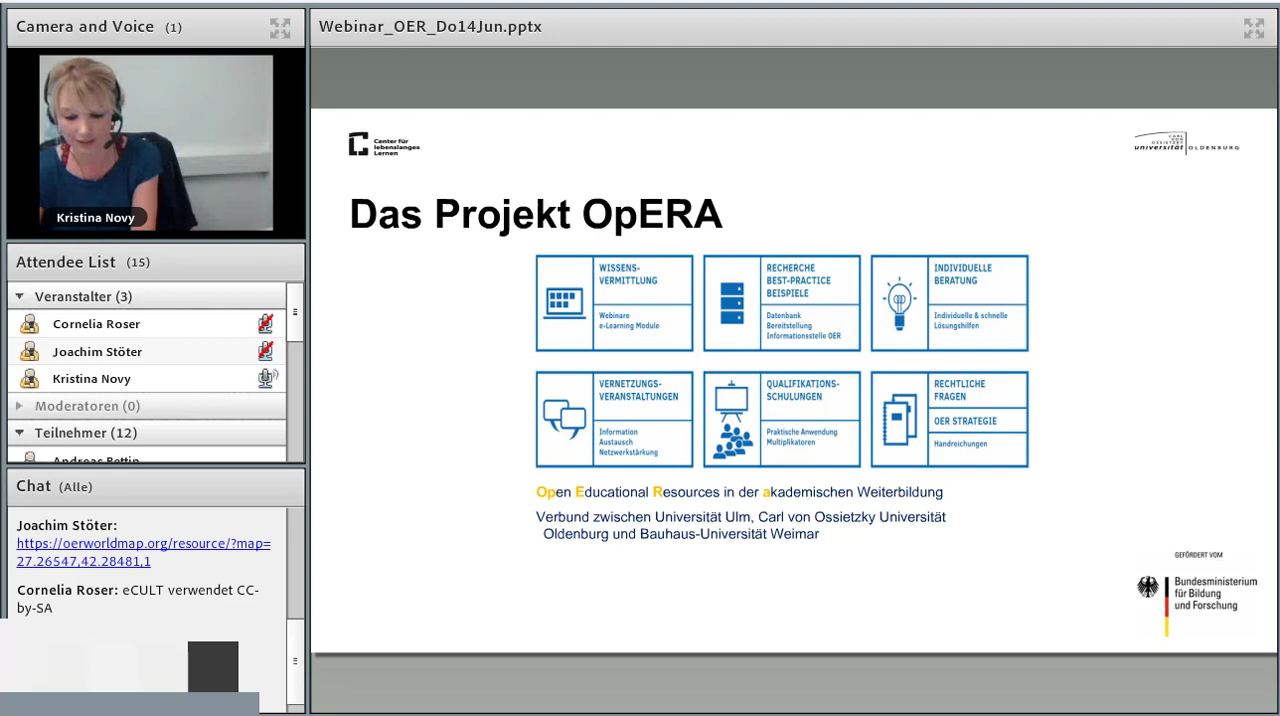 Camera and Voice (1)
Kristina Novy
Attendee List (15)
Veranstalter (3)
Cornelia Roser
Joachim Stöter
Kristina Novy
Moderatoren (0)
Teilnehmer (12)
Andreas Bettin
Chat (Alle)
Joachim Stöter:
https://oerworldmap.org/resource/?map=
27.26547,42.28481,1
Cornelia Roser: eCULT verwendet CC-
by-SA
Webinar_OER_Do14Jun.pptx
Center für
lebenslanges
Lernen
CARL
VON
OSSIETZKY
universität OLDENBURG
Das Projekt OpERA
WISSENS-
VERMITTLUNG
Webinare
e-Learning Module
RECHERCHE
BEST-PRACTICE
BEISPIELE
Datenbank
Bereitstellung
Informationsstelle OER
INDIVIDUELLE
BERATUNG
Individuelle & schnelle
Lösungshilfen
VERNETZUNGS-
VERANSTALTUNGEN
Information
Austausch
Netzwerkstärkung
QUALIFIKATIONS-
SCHULUNGEN
Praktische Anwendung
Multiplikatoren
RECHTLICHE
FRAGEN
OER STRATEGIE
Handreichungen
Open Educational Resources in der akademischen Weiterbildung
Verbund zwischen Universität Ulm, Carl von Ossietzky Universität
Oldenburg und Bauhaus-Universität Weimar
GEFÖRDERT VOM
Bundesministerium
für Bildung
und Forschung